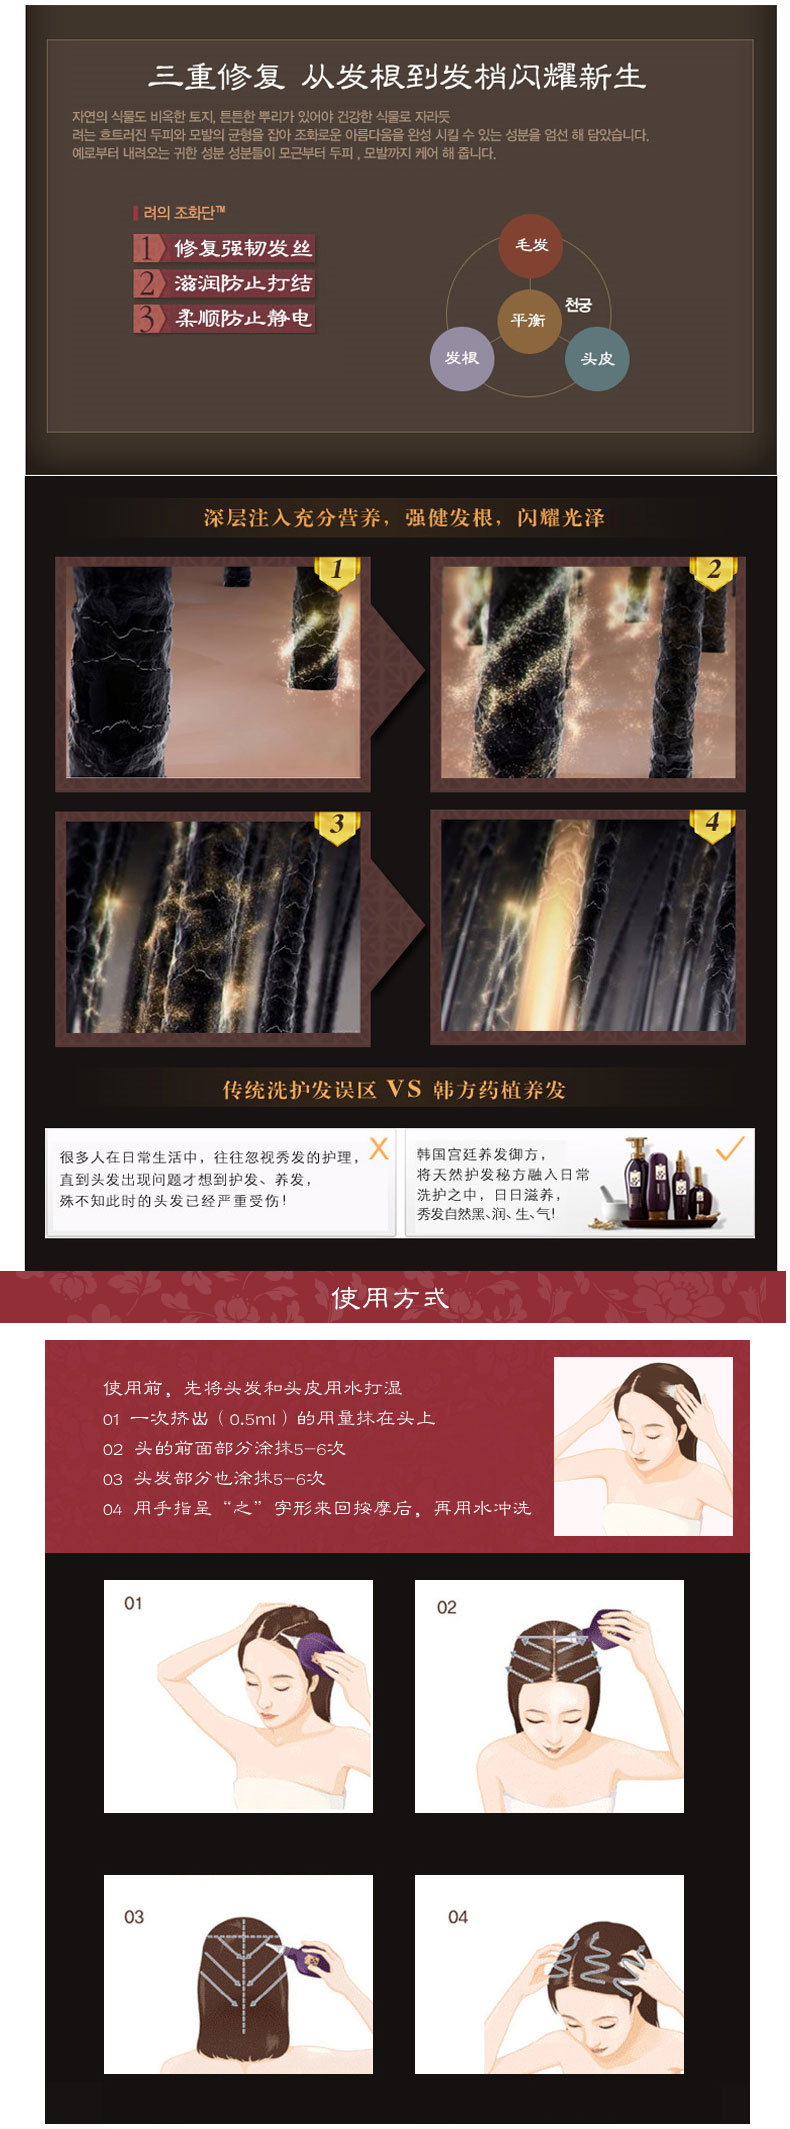 三重修复 从发根到发梢闪耀新生
자연의 식물도 비옥한 토지, 튼튼한 뿌리가 있어야 건강한 식물로 자라듯
려는 흐트러진 두피와 모발의 균형을 잡아 조화로운 아름다움을 완성 시킬 수 있는 성분을 엄선 해 담았습니다.
예로부터 내려오는 귀한 성분 성분들이 모근부터 두피 , 모발까지 케어 해 줍니다.
려의 조화단™
1 修复强韧发丝
2 滋润防止打结
3 柔顺防止静电
毛发
천궁
平衡
发根
头皮
深层注入充分营养，强健发根，闪耀光泽
1
2
3
4
传统洗护发误区 VS 韩方药植养发
很多人在日常生活中，往往忽视秀发的护理，
直到头发出现问题才想到护发、养发，
殊不知此时的头发已经严重受伤！
韩国宫廷养发御方，
将天然护发秘方融入日常
洗护之中，日日滋养，
秀发自然黑、润、生、气!
使用方式
使用前，先将头发和头皮用水打湿
01 一次挤出（0.5ml）的用量抹在头上
02 头的前面部分涂抹5-6次
03 头发部分也涂抹5-6次
04 用手指呈“之”字形来回按摩后，再用水冲洗
01
02
03
04